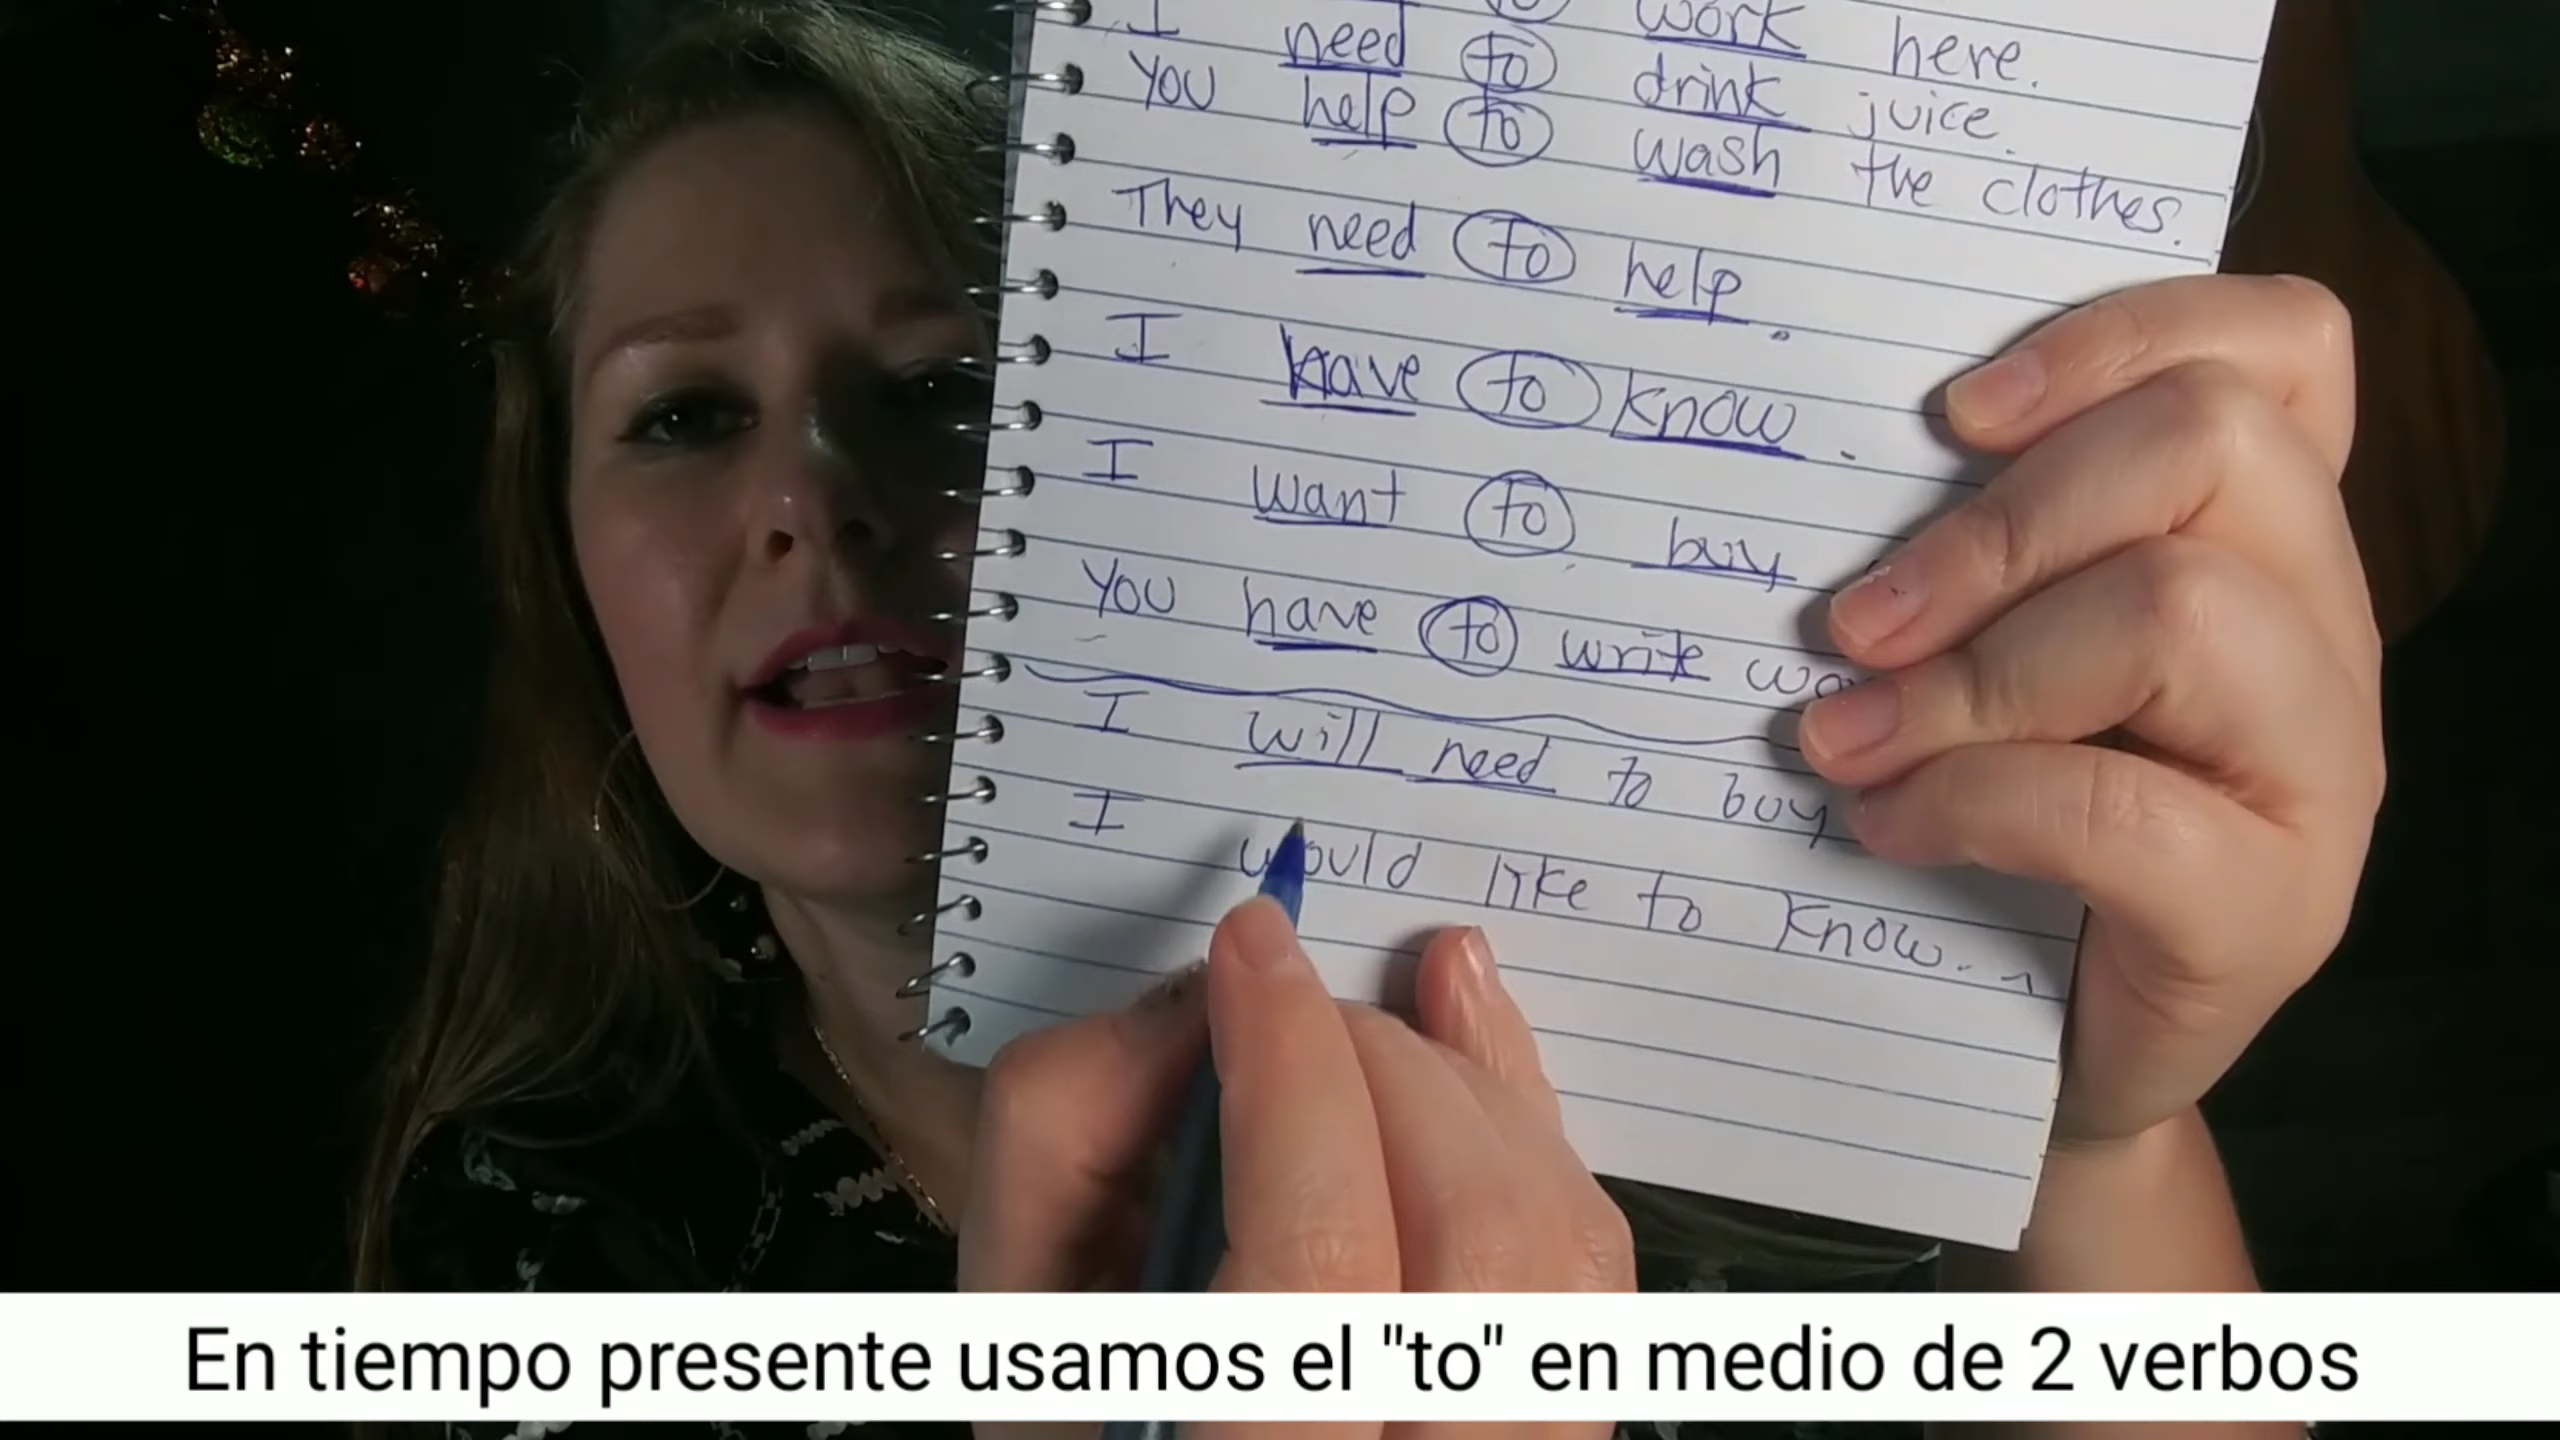 to work here.
I need to drink juice.
You help to wash the clothes.
They need to help.
I have to know.
I want to buy
You have to write
I will need to buy
I would like to know..
En tiempo presente usamos el "to" en medio de 2 verbos